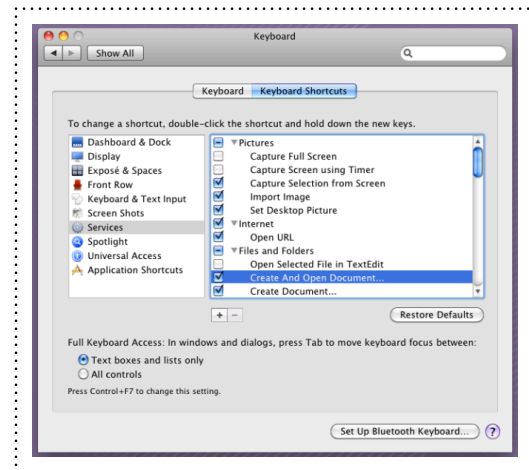 Keyboard
Show All
Keyboard Keyboard Shortcuts
To change a shortcut, double-click the shortcut and hold down the new keys.
Dashboard & Dock
Display
Exposé & Spaces
Front Row
Keyboard & Text Input
Screen Shots
Services
Spotlight
Universal Access
Application Shortcuts
Pictures
Capture Full Screen
Capture Screen using Timer
Capture Selection from Screen
Import Image
Set Desktop Picture
Internet
Open URL
Files and Folders
Open Selected File in TextEdit
Create And Open Document...
Create Document...
+ −
Restore Defaults
Full Keyboard Access: In windows and dialogs, press Tab to move keyboard focus between:
Text boxes and lists only
All controls
Press Control+F7 to change this setting.
Set Up Bluetooth Keyboard... ?